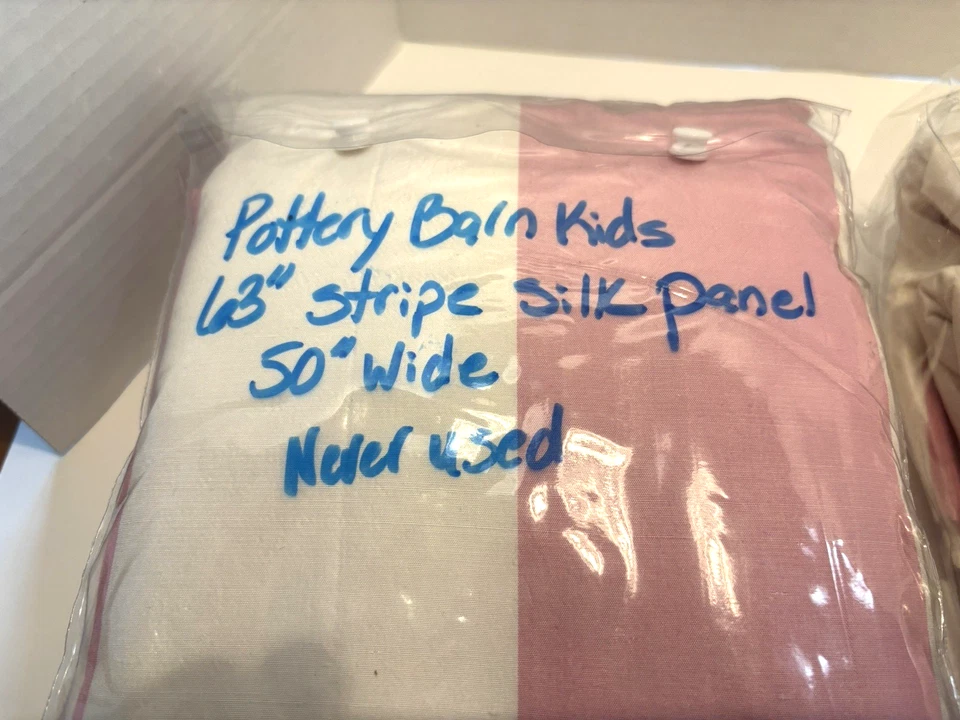 Pottery Barn Kids
63" stripe silk panel
50" wide
Never used